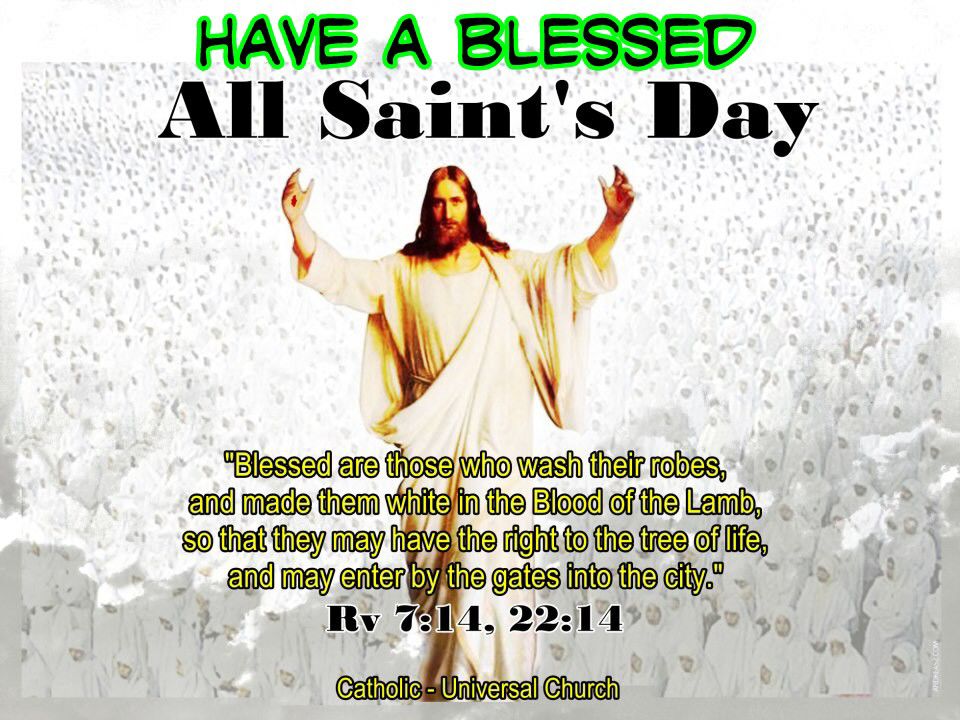 HAVE A BLESSED
All Saint's Day
"Blessed are those who wash their robes,
and made them white in the Blood of the Lamb,
so that they may have the right to the tree of life,
and may enter by the gates into the city."
Rv 7:14, 22:14
Catholic - Universal Church